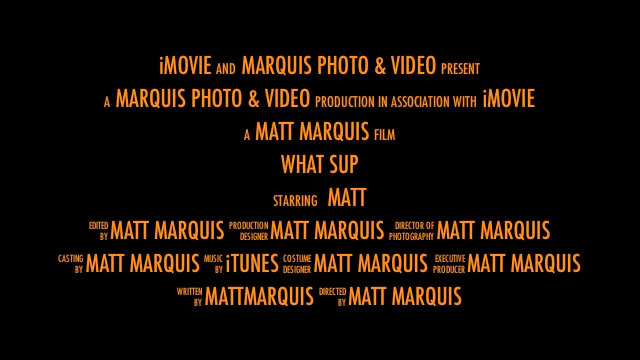 iMOVIE AND MARQUIS PHOTO & VIDEO PRESENT
A MARQUIS PHOTO & VIDEO PRODUCTION IN ASSOCIATION WITH iMOVIE
A MATT MARQUIS FILM
WHAT SUP
STARRING MATT
EDITED BY MATT MARQUIS PRODUCTION DESIGNER MATT MARQUIS DIRECTOR OF PHOTOGRAPHY MATT MARQUIS
CASTING BY MATT MARQUIS MUSIC BY iTUNES COSTUME DESIGNER MATT MARQUIS EXECUTIVE PRODUCER MATT MARQUIS
WRITTEN BY MATTMARQUIS DIRECTED BY MATT MARQUIS